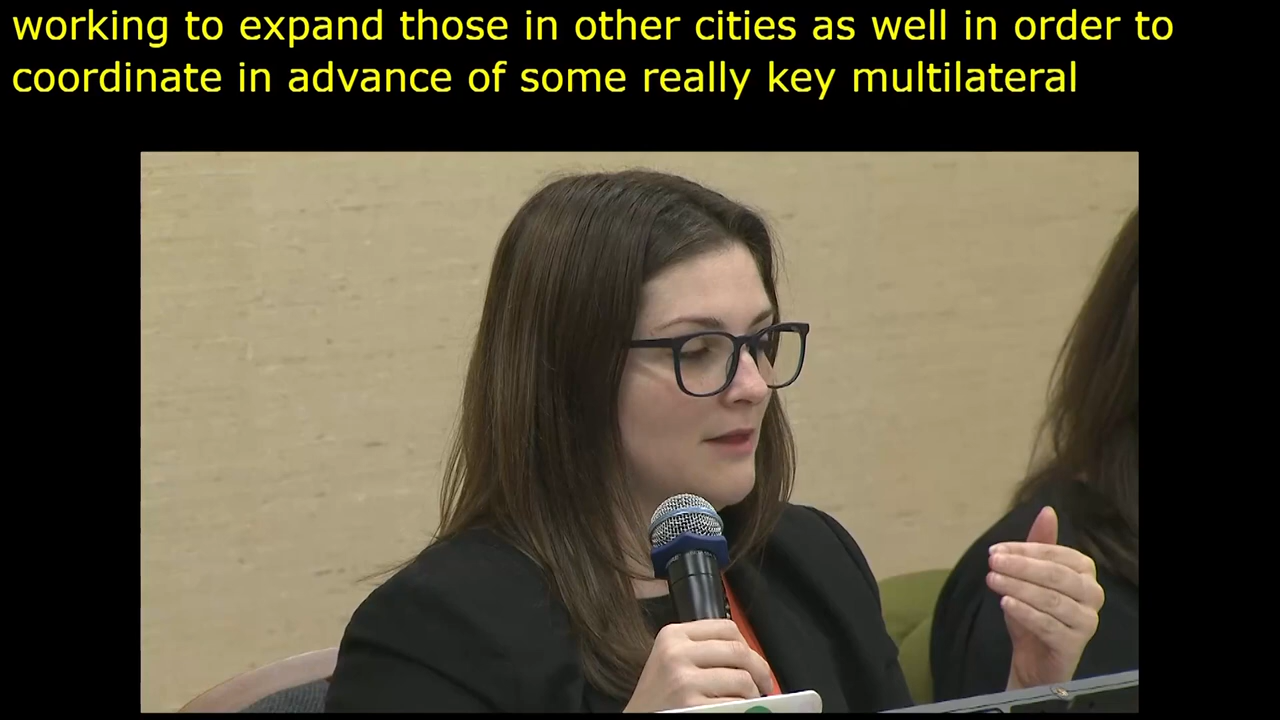 working to expand those in other cities as well in order to
coordinate in advance of some really key multilateral